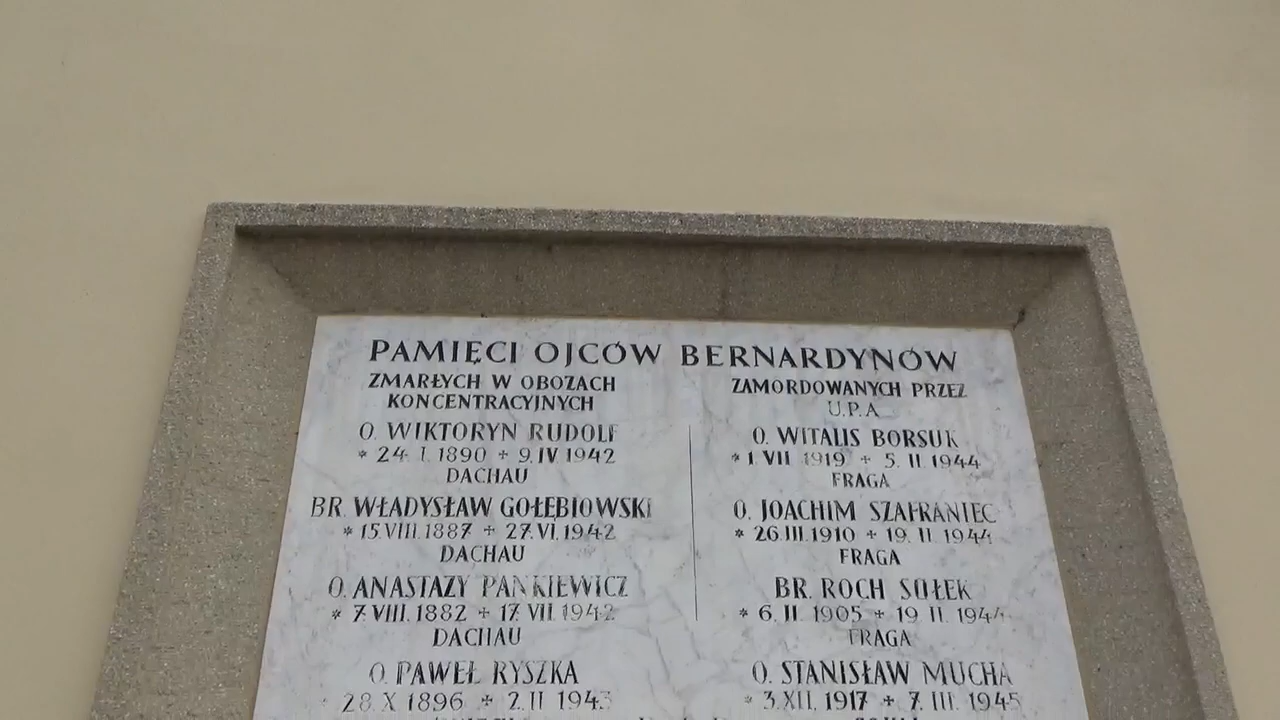 PAMIĘCI OJCÓW BERNARDYNÓW
ZMARŁYCH W OBOZACH
KONCENTRACYJNYCH
O. WIKTORYN RUDOLF
* 24. I. 1890 + 9. IV 1942
DACHAU
BR. WŁADYSŁAW GOŁĘBIOWSKI
* 15. VIII. 1887 + 27. VI. 1942
DACHAU
O. ANASTAZY PANKIEWICZ
* 7. VIII. 1882 + 17. VII 1942
DACHAU
O. PAWEŁ RYSZKA
* 28. X 1896 + 2. II 1943
ZAMORDOWANYCH PRZEZ
U.P.A
O. WITALIS BORSUK
* 1. VII 1919 + 5. II 1944
FRAGA
O. JOACHIM SZAFRANIEC
* 26. III. 1910 + 19. II 1944
FRAGA
BR. ROCH SOŁEK
* 6. II. 1905 + 19 II 1944
FRAGA
O. STANISŁAW MUCHA
* 3. XII. 1917 + 7. III. 1945